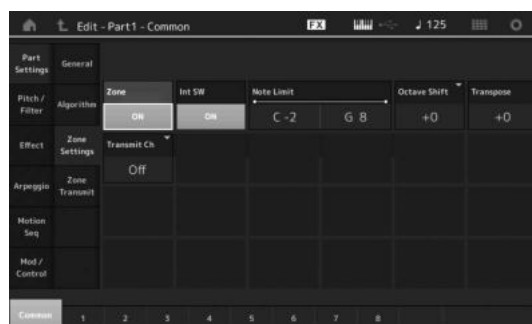 Edit - Part1 - Common FX ♩ 125
Part Settings
General
Pitch / Filter
Algorithm
Zone
ON
Int SW
ON
Note Limit
C -2 G 8
Octave Shift
+0
Transpose
+0
Effect
Zone Settings
Transmit Ch
Off
Arpeggio
Zone Transmit
Motion Seq
Mod / Control
Common 1 2 3 4 5 6 7 8